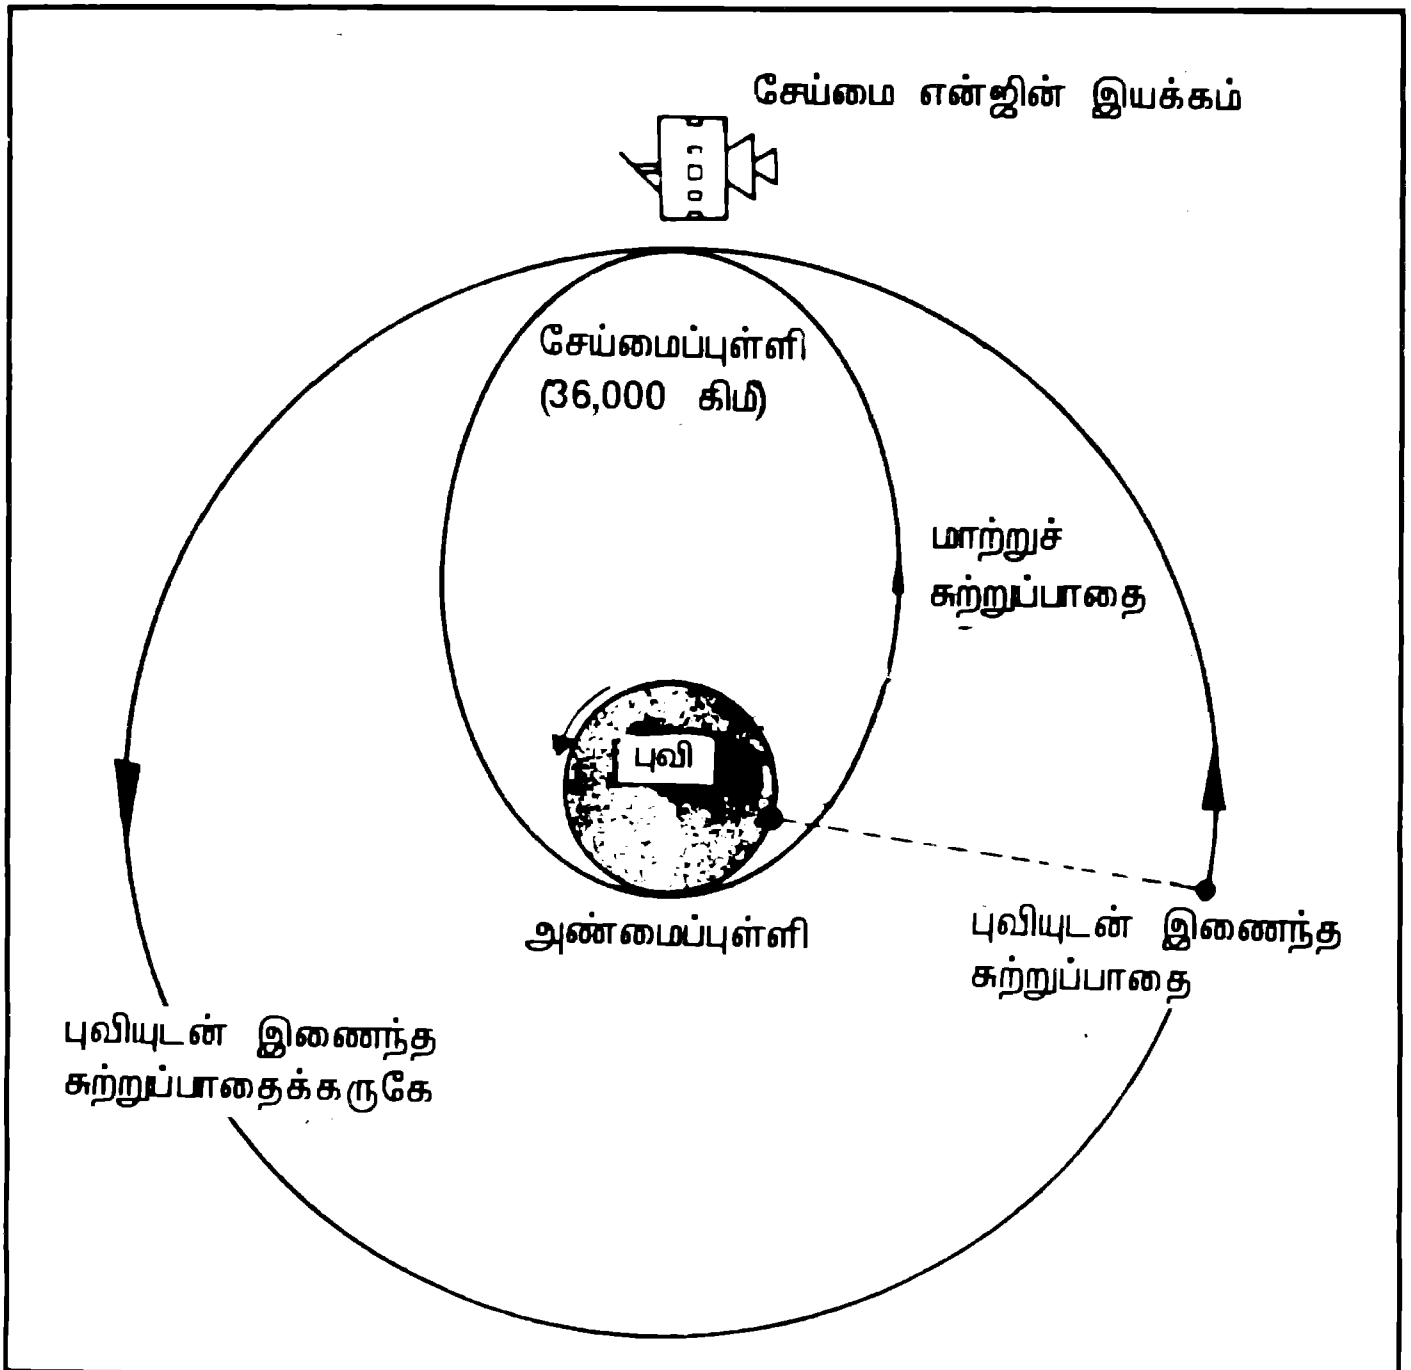 சேய்மை என்ஜின் இயக்கம்
சேய்மைப்புள்ளி
(36,000 கிமீ)
மாற்றுச்
சுற்றுப்பாதை
புவி
அண்மைப்புள்ளி
புவியுடன் இணைந்த
சுற்றுப்பாதை
புவியுடன் இணைந்த
சுற்றுப்பாதைக்கருகே